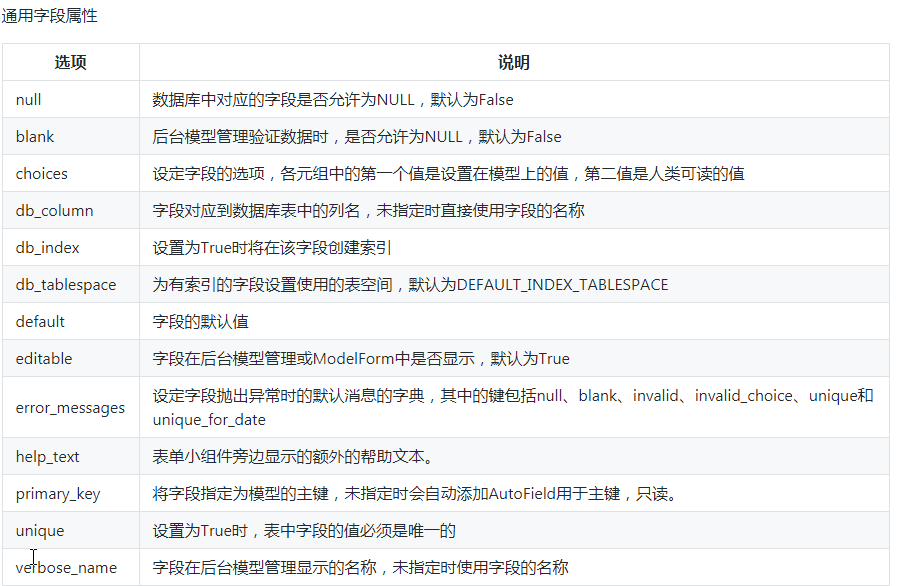 通用字段属性
选项 说明
null 数据库中对应的字段是否允许为NULL，默认为False
blank 后台模型管理验证数据时，是否允许为NULL，默认为False
choices 设定字段的选项，各元组中的第一个值是设置在模型上的值，第二值是人类可读的值
db_column 字段对应到数据库表中的列名，未指定时直接使用字段的名称
db_index 设置为True时将在该字段创建索引
db_tablespace 为有索引的字段设置使用的表空间，默认为DEFAULT_INDEX_TABLESPACE
default 字段的默认值
editable 字段在后台模型管理或ModelForm中是否显示，默认为True
error_messages 设定字段抛出异常时的默认消息的字典，其中的键包括null、blank、invalid、invalid_choice、unique和
unique_for_date
help_text 表单小组件旁边显示的额外的帮助文本。
primary_key 将字段指定为模型的主键，未指定时会自动添加AutoField用于主键，只读。
unique 设置为True时，表中字段的值必须是唯一的
verbose_name 字段在后台模型管理显示的名称，未指定时使用字段的名称